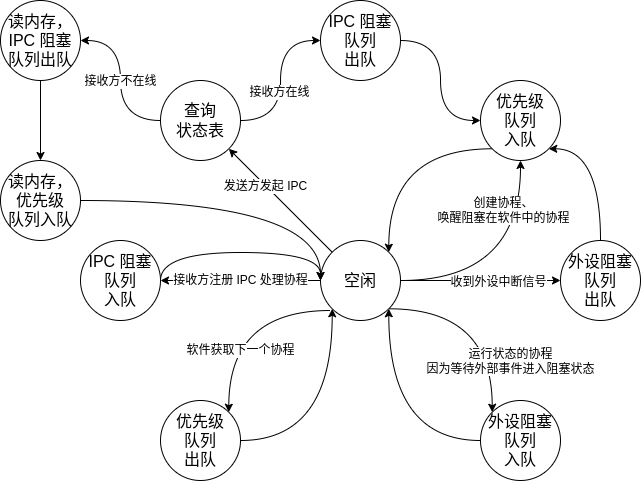 读内存，
IPC 阻塞
队列出队
IPC 阻塞
队列
出队
接收方不在线
接收方在线
查询
状态表
优先级
队列
入队
读内存，
优先级
队列入队
发送方发起 IPC
创建协程、
唤醒阻塞在软件中的协程
IPC 阻塞
队列
入队
接收方注册 IPC 处理协程
空闲
收到外设中断信号
外设阻塞
队列
出队
软件获取下一个协程
运行状态的协程
因为等待外部事件进入阻塞状态
优先级
队列
出队
外设阻塞
队列
入队